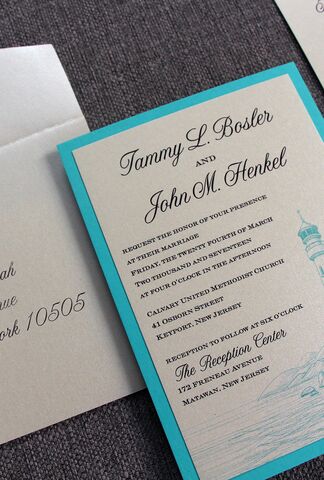 Tammy L. Bosler
AND
John M. Henkel
REQUEST THE HONOR OF YOUR PRESENCE
AT THEIR MARRIAGE
FRIDAY, THE TWENTY FOURTH OF MARCH
TWO THOUSAND AND SEVENTEEN
AT FOUR O'CLOCK IN THE AFTERNOON
CALVARY UNITED METHODIST CHURCH
41 OSBORN STREET
KEYPORT, NEW JERSEY
RECEPTION TO FOLLOW AT SIX O'CLOCK
The Reception Center
172 FRENEAU AVENUE
MATAWAN, NEW JERSEY
ah
nue
ork 10505